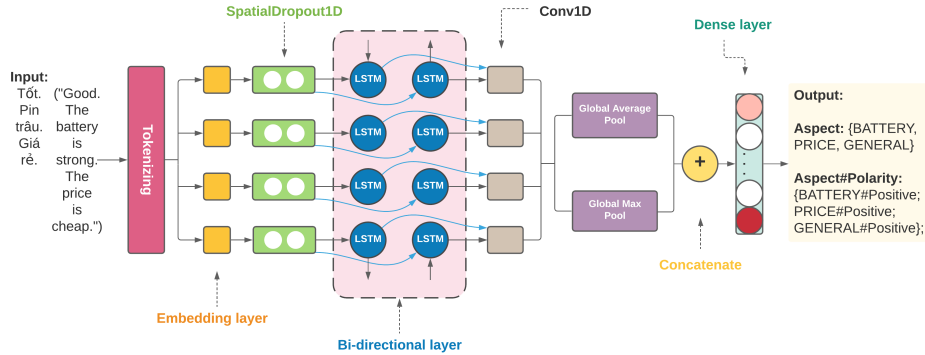 SpatialDropout1D
Conv1D
Dense layer
Input:
Tốt.
Pin
trâu.
Giá
rẻ.
("Good.
The
battery
is
strong.
The
price
is
cheap.")
Tokenizing
LSTM
LSTM
LSTM
LSTM
LSTM
LSTM
LSTM
LSTM
Global Average
Pool
Global Max
Pool
+
Output:
Aspect: {BATTERY,
PRICE, GENERAL}
Aspect#Polarity:
{BATTERY#Positive;
PRICE#Positive;
GENERAL#Positive};
Concatenate
Embedding layer
Bi-directional layer